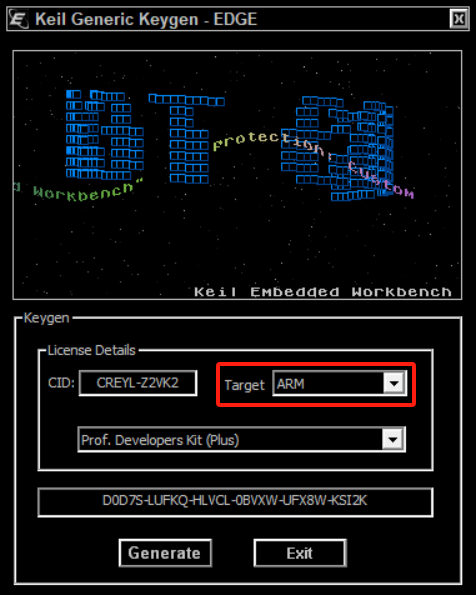 Keil Generic Keygen - EDGE
protection, custom
d Workbench"
Keil Embedded Workbench
Keygen
License Details
CID: CREYL-Z2VK2 Target ARM
Prof. Developers Kit (Plus)
D0D7S-LUFKQ-HLVCL-0BVXW-UFX8W-KSI2K
Generate Exit